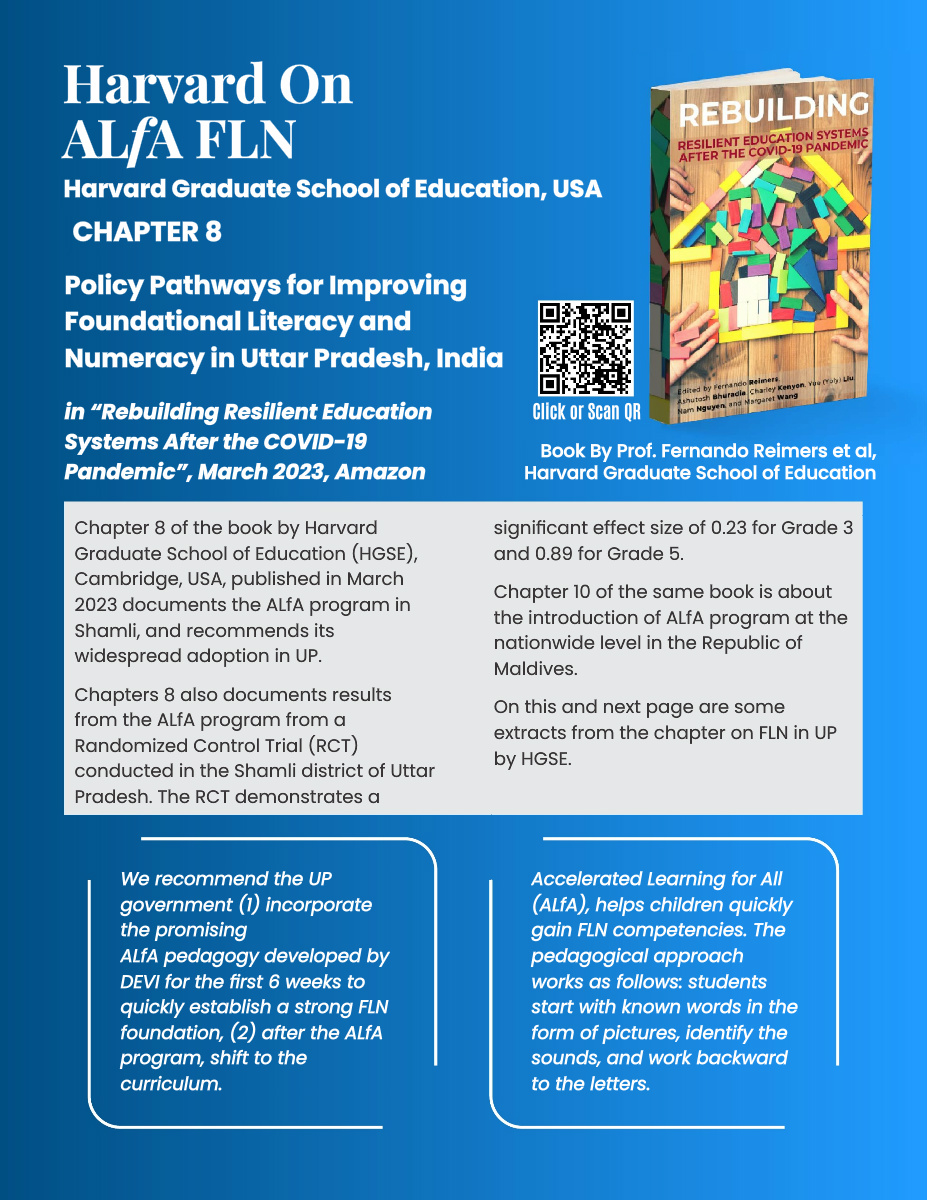 Harvard On
ALfA FLN
Harvard Graduate School of Education, USA
CHAPTER 8
Policy Pathways for Improving
Foundational Literacy and
Numeracy in Uttar Pradesh, India
in “Rebuilding Resilient Education
Systems After the COVID-19
Pandemic”, March 2023, Amazon
REBUILDING
RESILIENT EDUCATION SYSTEMS
AFTER THE COVID-19 PANDEMIC
Edited by Fernando Reimers,
Ashutosh Bhuradia, Charley Kenyon, Yue (Yoly) Liu,
Nam Nguyen, and Margaret Wang
Click or Scan QR
Book By Prof. Fernando Reimers et al,
Harvard Graduate School of Education
Chapter 8 of the book by Harvard
Graduate School of Education (HGSE),
Cambridge, USA, published in March
2023 documents the ALfA program in
Shamli, and recommends its
widespread adoption in UP.
Chapters 8 also documents results
from the ALfA program from a
Randomized Control Trial (RCT)
conducted in the Shamli district of Uttar
Pradesh. The RCT demonstrates a
significant effect size of 0.23 for Grade 3
and 0.89 for Grade 5.
Chapter 10 of the same book is about
the introduction of ALfA program at the
nationwide level in the Republic of
Maldives.
On this and next page are some
extracts from the chapter on FLN in UP
by HGSE.
We recommend the UP
government (1) incorporate
the promising
ALfA pedagogy developed by
DEVI for the first 6 weeks to
quickly establish a strong FLN
foundation, (2) after the ALfA
program, shift to the
curriculum.
Accelerated Learning for All
(ALfA), helps children quickly
gain FLN competencies. The
pedagogical approach
works as follows: students
start with known words in the
form of pictures, identify the
sounds, and work backward
to the letters.